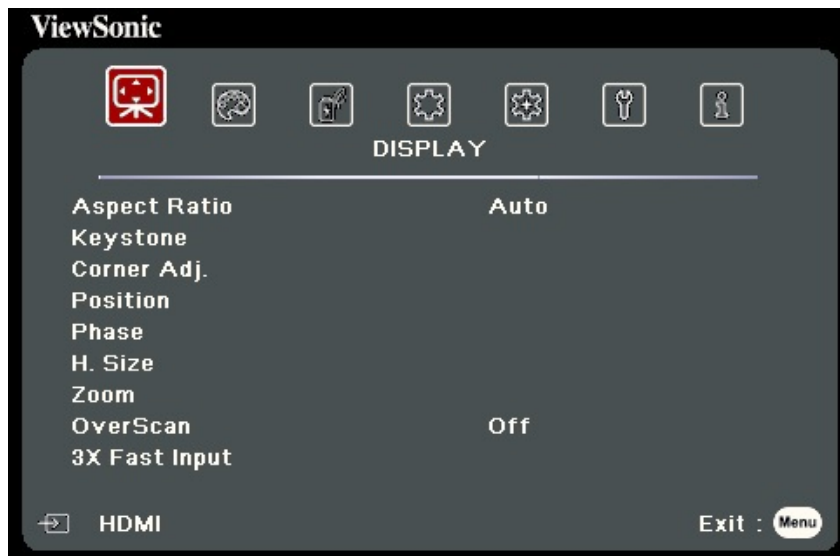 ViewSonic
DISPLAY
Aspect Ratio Auto
Keystone
Corner Adj.
Position
Phase
H. Size
Zoom
OverScan Off
3X Fast Input
HDMI Exit : Menu